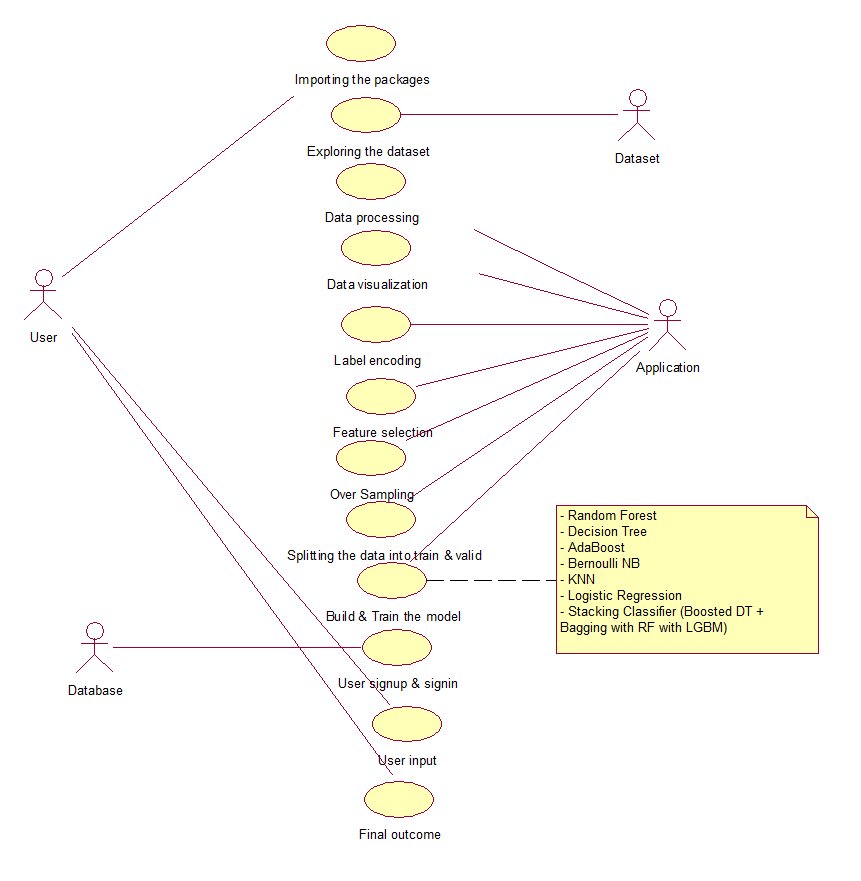 Importing the packages
Exploring the dataset
Dataset
Data processing
Data visualization
User
Label encoding
Application
Feature selection
Over Sampling
Splitting the data into train & valid
- Random Forest
- Decision Tree
- AdaBoost
- Bernoulli NB
- KNN
- Logistic Regression
- Stacking Classifier (Boosted DT +
Bagging with RF with LGBM)
Build & Train the model
User signup & signin
Database
User input
Final outcome